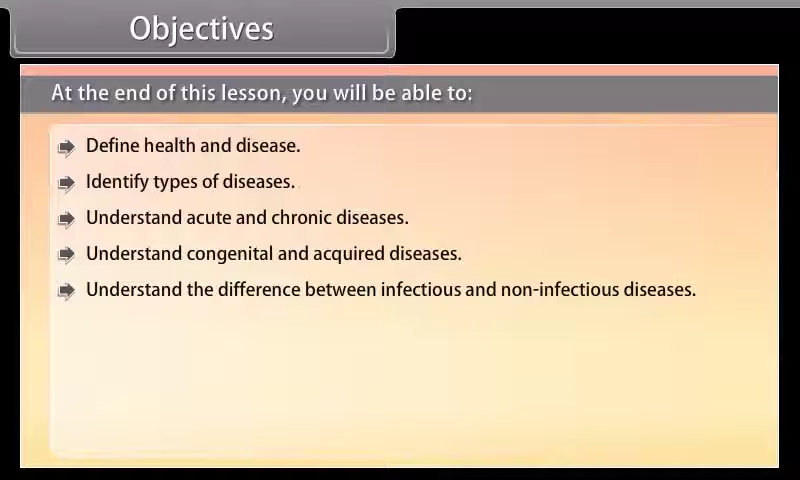 Objectives
At the end of this lesson, you will be able to:
Define health and disease.
Identify types of diseases.
Understand acute and chronic diseases.
Understand congenital and acquired diseases.
Understand the difference between infectious and non-infectious diseases.